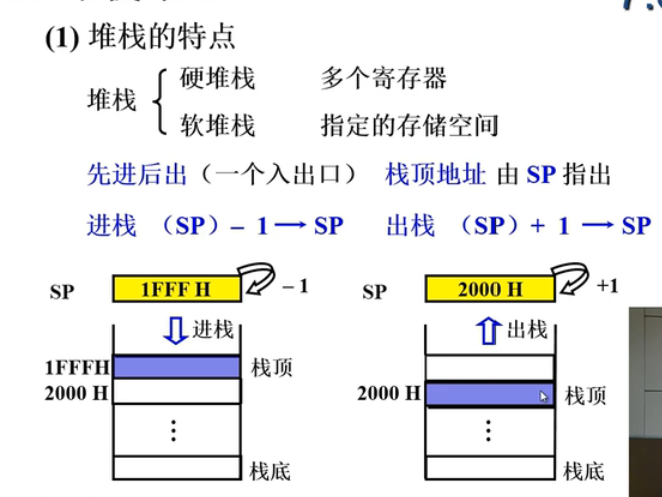 (1) 堆栈的特点
堆栈
硬堆栈 多个寄存器
软堆栈 指定的存储空间
先进后出（一个入出口） 栈顶地址 由 SP 指出
进栈 （SP）– 1 → SP 出栈 （SP）+ 1 → SP
SP 1FFF H – 1 SP 2000 H +1
进栈 出栈
1FFFH 栈顶
2000 H 2000 H 栈顶
⋮ ⋮
栈底 栈底